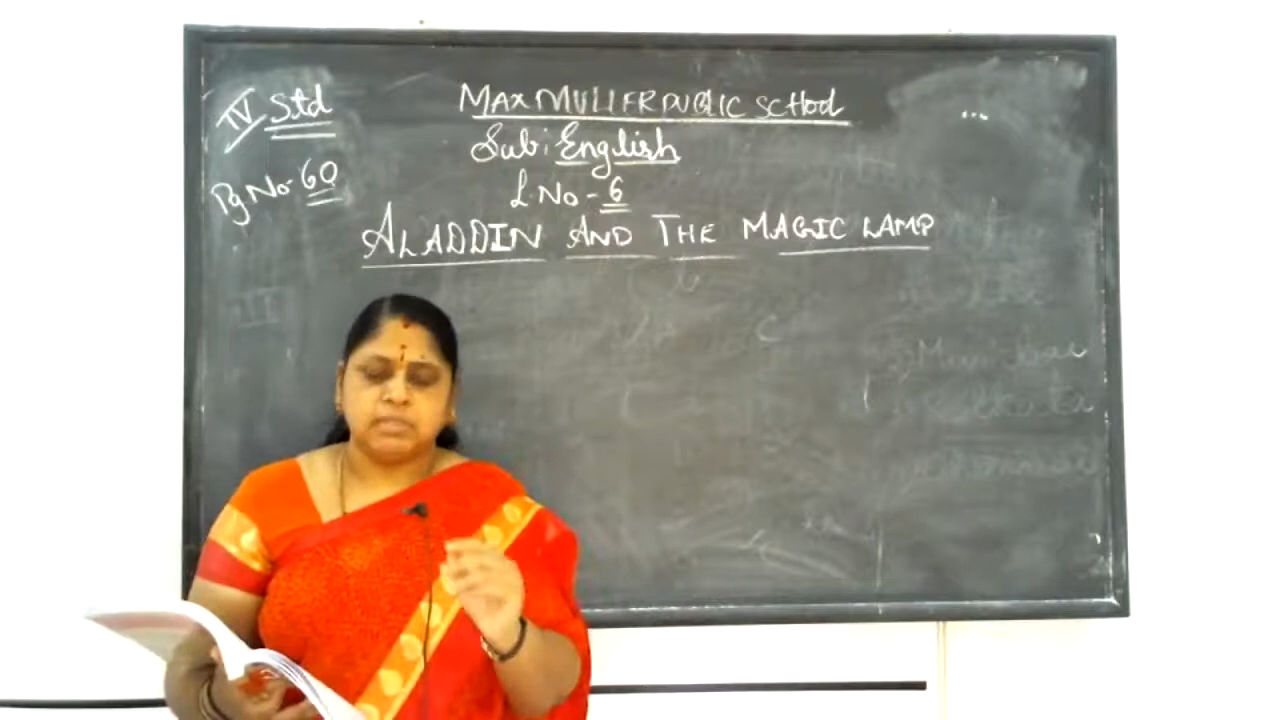 IV Std
MAX MULLER PUBLIC SCHOOL
Sub: English
Pg No- 60
L.No - 6
ALADDIN AND THE MAGIC LAMP